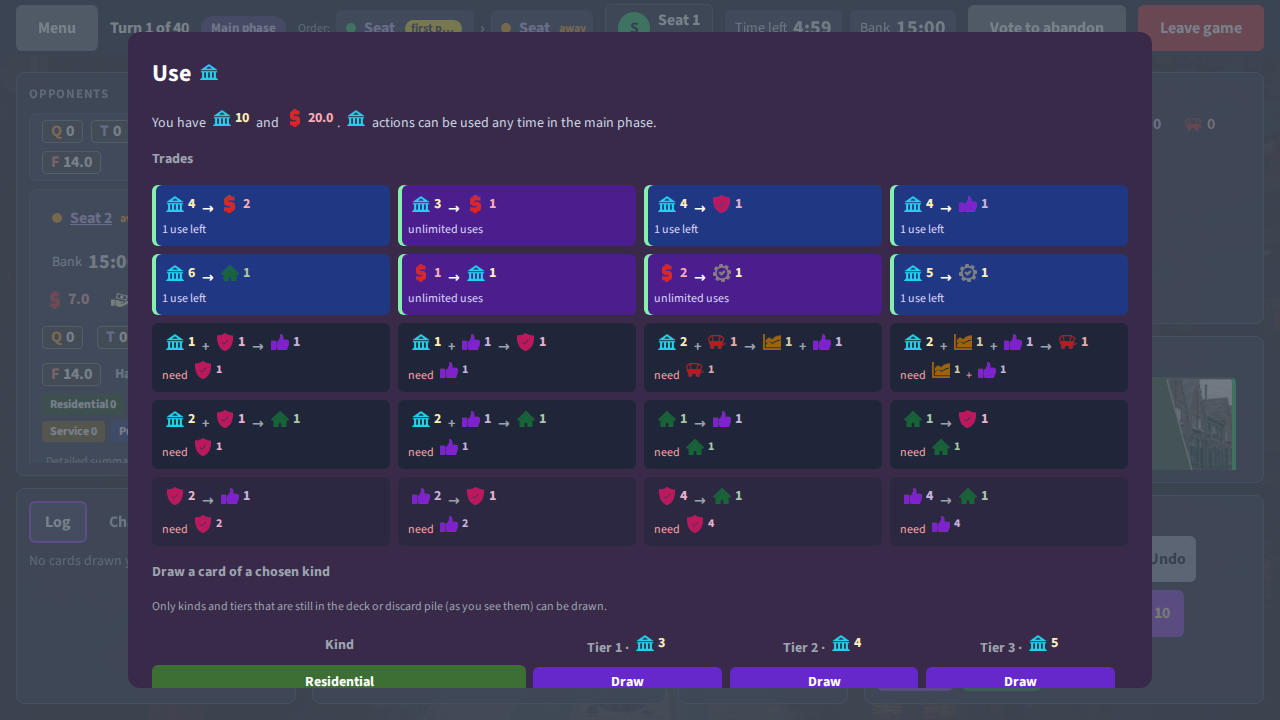 Menu
Turn 1 of 40
Main phase
Order:
Seat
first p...
›
Seat
away
S
Seat 1
Time left 4:59
Bank 15:00
Vote to abandon
Leave game
OPPONENTS
Q 0
T 0
F 14.0
Seat 2
Bank 15:0
7.0
Q 0
T 0
F 14.0
Ha
Residential 0
Service 0
Detailed summa
Log
No cards drawn y
0
0
Undo
10
Use
You have 10 and $ 20.0 . actions can be used any time in the main phase.
Trades
4 → $ 2
1 use left
3 → $ 1
unlimited uses
4 → 1
1 use left
4 → 1
1 use left
6 → 1
1 use left
$ 1 → 1
unlimited uses
$ 2 → 1
unlimited uses
5 → 1
1 use left
1 + 1 → 1
need 1
1 + 1 → 1
need 1
2 + 1 → 1 + 1
need 1
2 + 1 + 1 → 1
need 1 + 1
2 + 1 → 1
need 1
2 + 1 → 1
need 1
1 → 1
need 1
1 → 1
need 1
2 → 1
need 2
2 → 1
need 2
4 → 1
need 4
4 → 1
need 4
Draw a card of a chosen kind
Only kinds and tiers that are still in the deck or discard pile (as you see them) can be drawn.
Kind
Tier 1 · 3
Tier 2 · 4
Tier 3 · 5
Residential
Draw
Draw
Draw